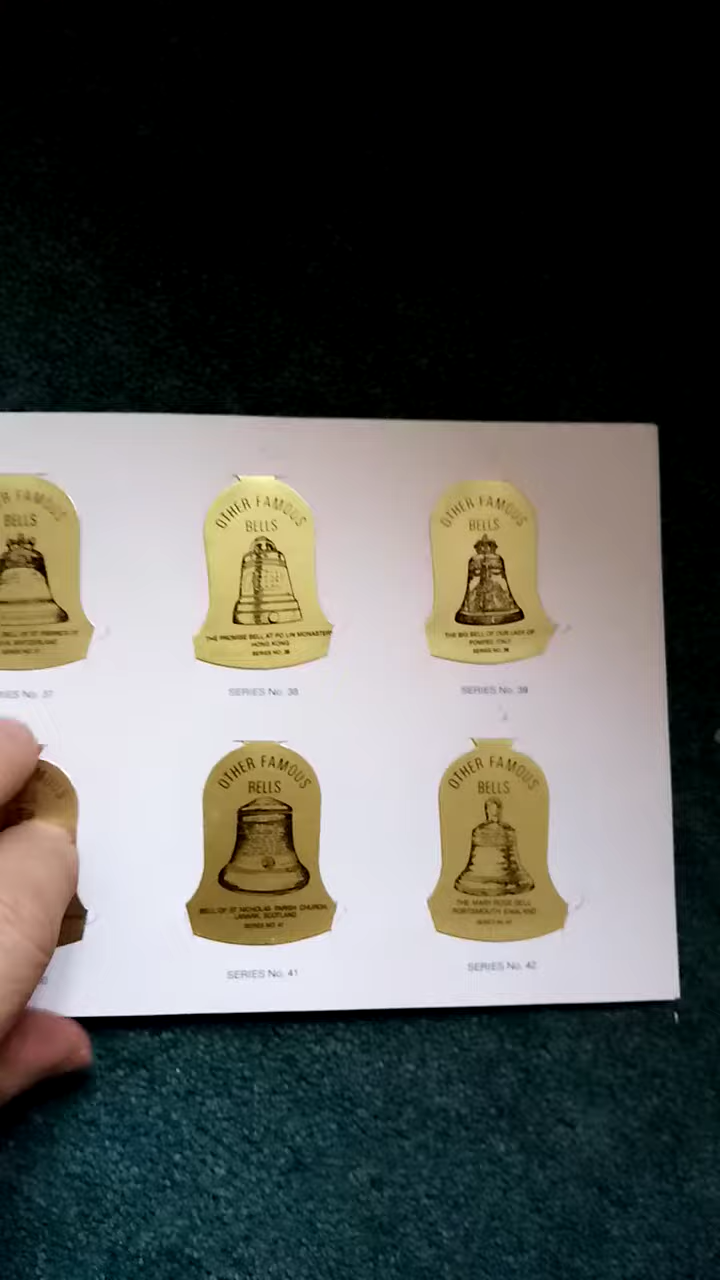 OTHER FAMOUS
BELLS
THE PROMISE BELL AT PO LIN MONASTERY
HONG KONG
SERIES No. 38
SERIES No. 38
OTHER FAMOUS
BELLS
THE BIG BELL OF OUR LADY OF
POMPEI, ITALY
SERIES No. 39
SERIES No. 39
FAMOUS
BELLS
SERIES No. 37
OTHER FAMOUS
BELLS
BELL OF ST NICHOLAS PARISH CHURCH,
LANARK, SCOTLAND
SERIES NO. 41
SERIES No. 41
OTHER FAMOUS
BELLS
THE MARY ROSE BELL
PORTSMOUTH ENGLAND
SERIES No. 42
SERIES No. 42